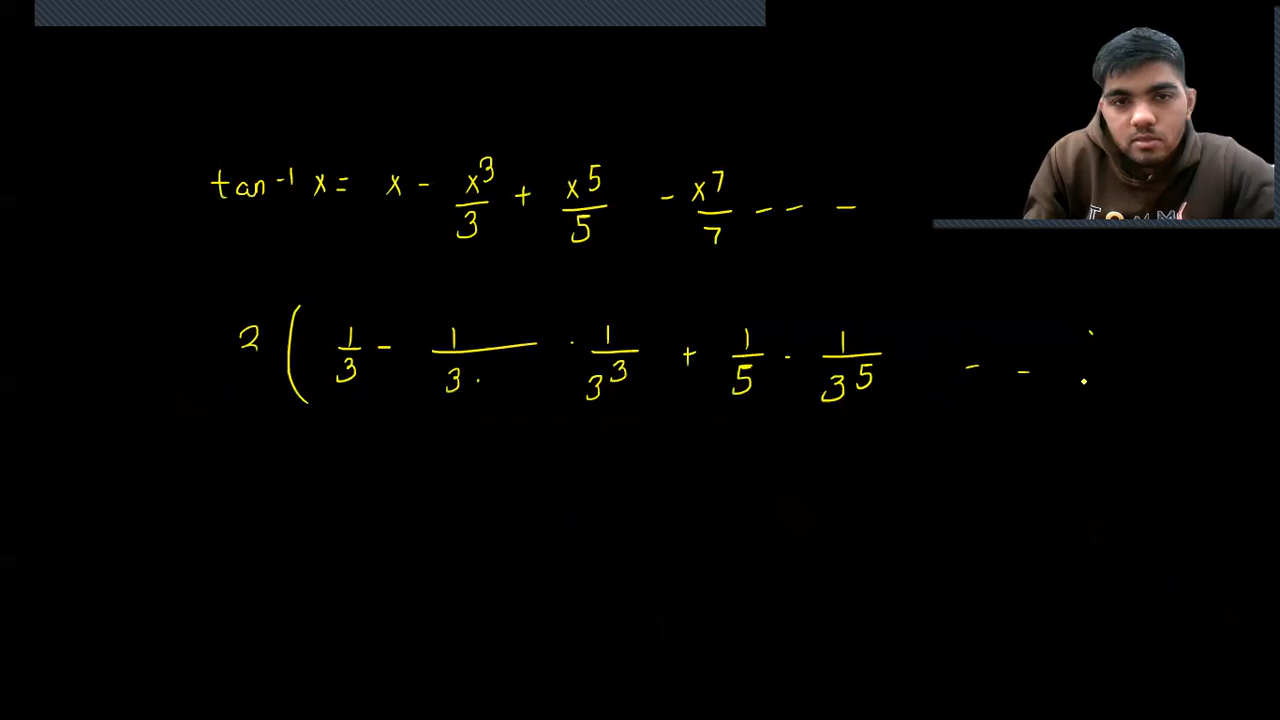 tan⁻¹ x = x - x³/3 + x⁵/5 - x⁷/7 - - -
2 ( 1/3 - 1/3 · 1/3³ + 1/5 · 1/3⁵ - -